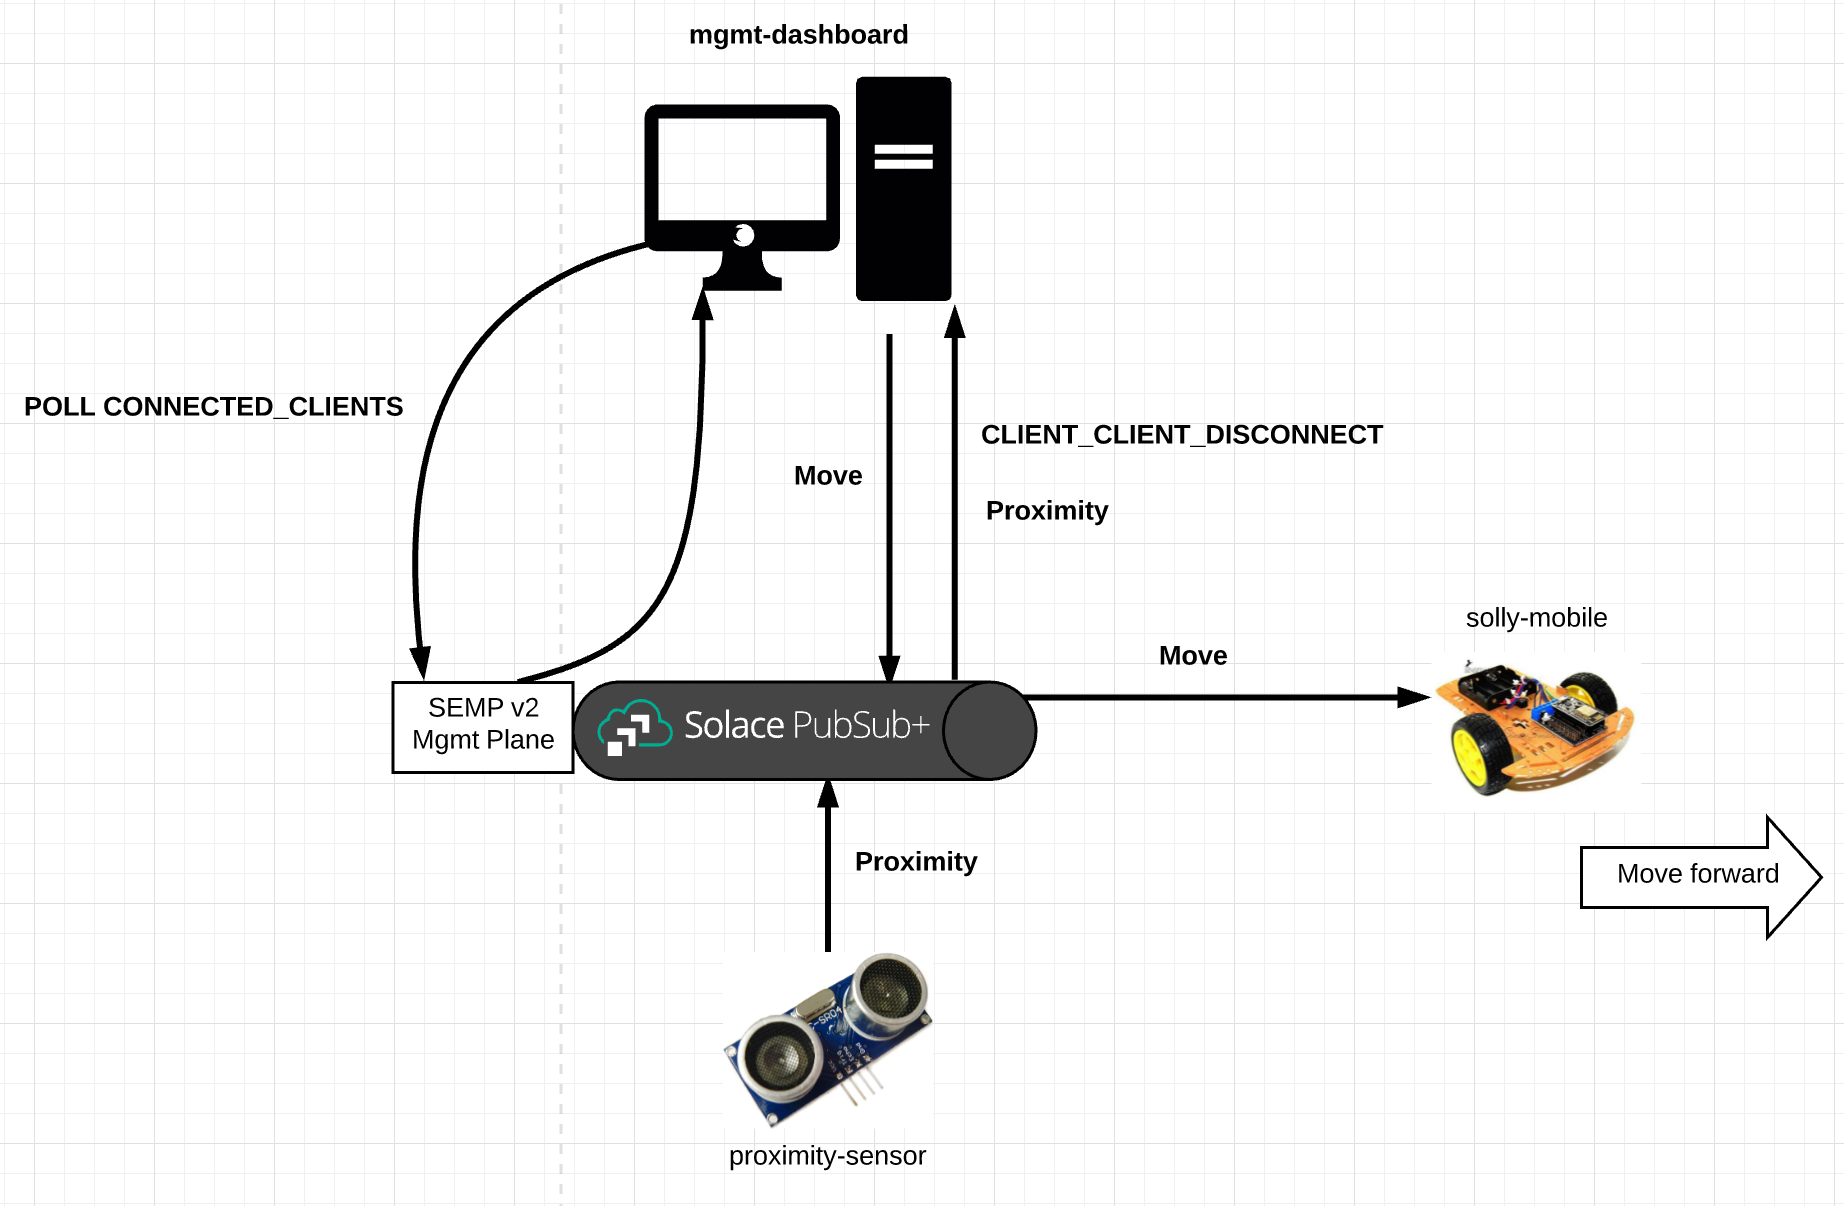 mgmt-dashboard
POLL CONNECTED_CLIENTS
CLIENT_CLIENT_DISCONNECT
Move
Proximity
solly-mobile
Move
SEMP v2
Mgmt Plane
Solace PubSub+
Proximity
Move forward
proximity-sensor